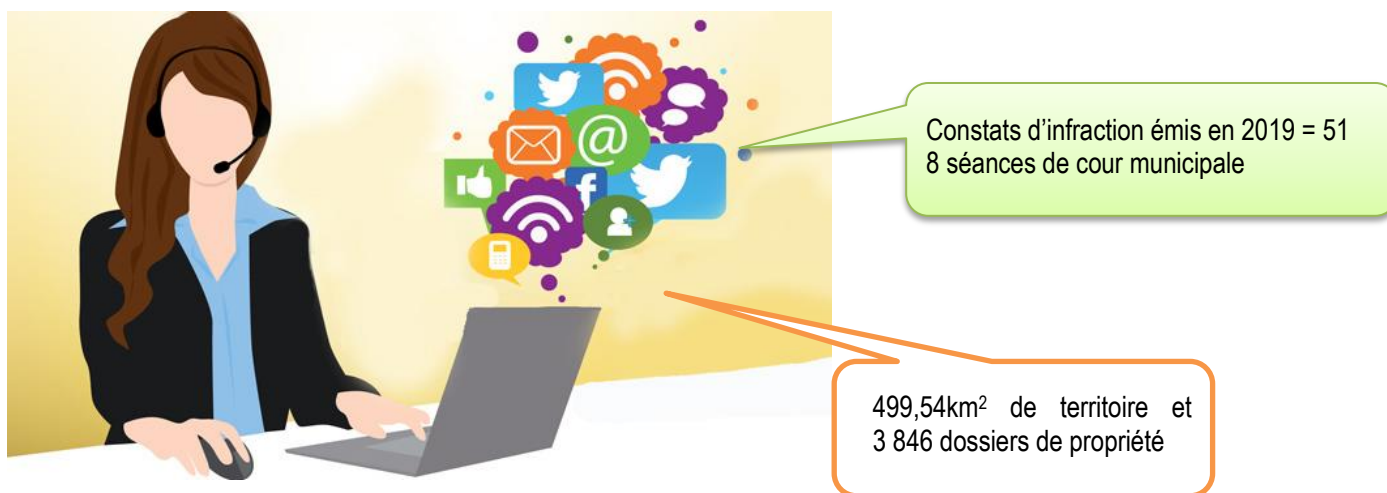 Constats d'infraction émis en 2019 = 51
8 séances de cour municipale
@
f
499,54km² de territoire et
3 846 dossiers de propriété